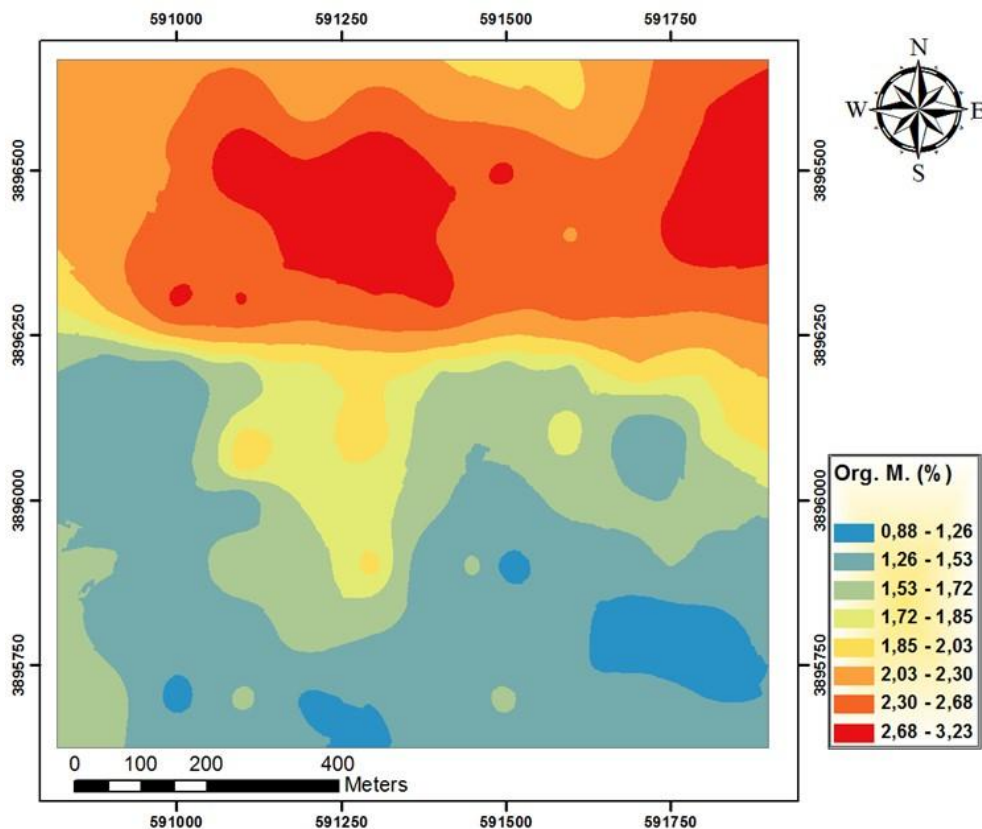 591000 591250 591500 591750
N
W E
S
3896500 3896500
3896250 3896250
3896000 3896000
3895750 3895750
Org. M. (%)
0,88 - 1,26
1,26 - 1,53
1,53 - 1,72
1,72 - 1,85
1,85 - 2,03
2,03 - 2,30
2,30 - 2,68
2,68 - 3,23
0 100 200 400
Meters
591000 591250 591500 591750